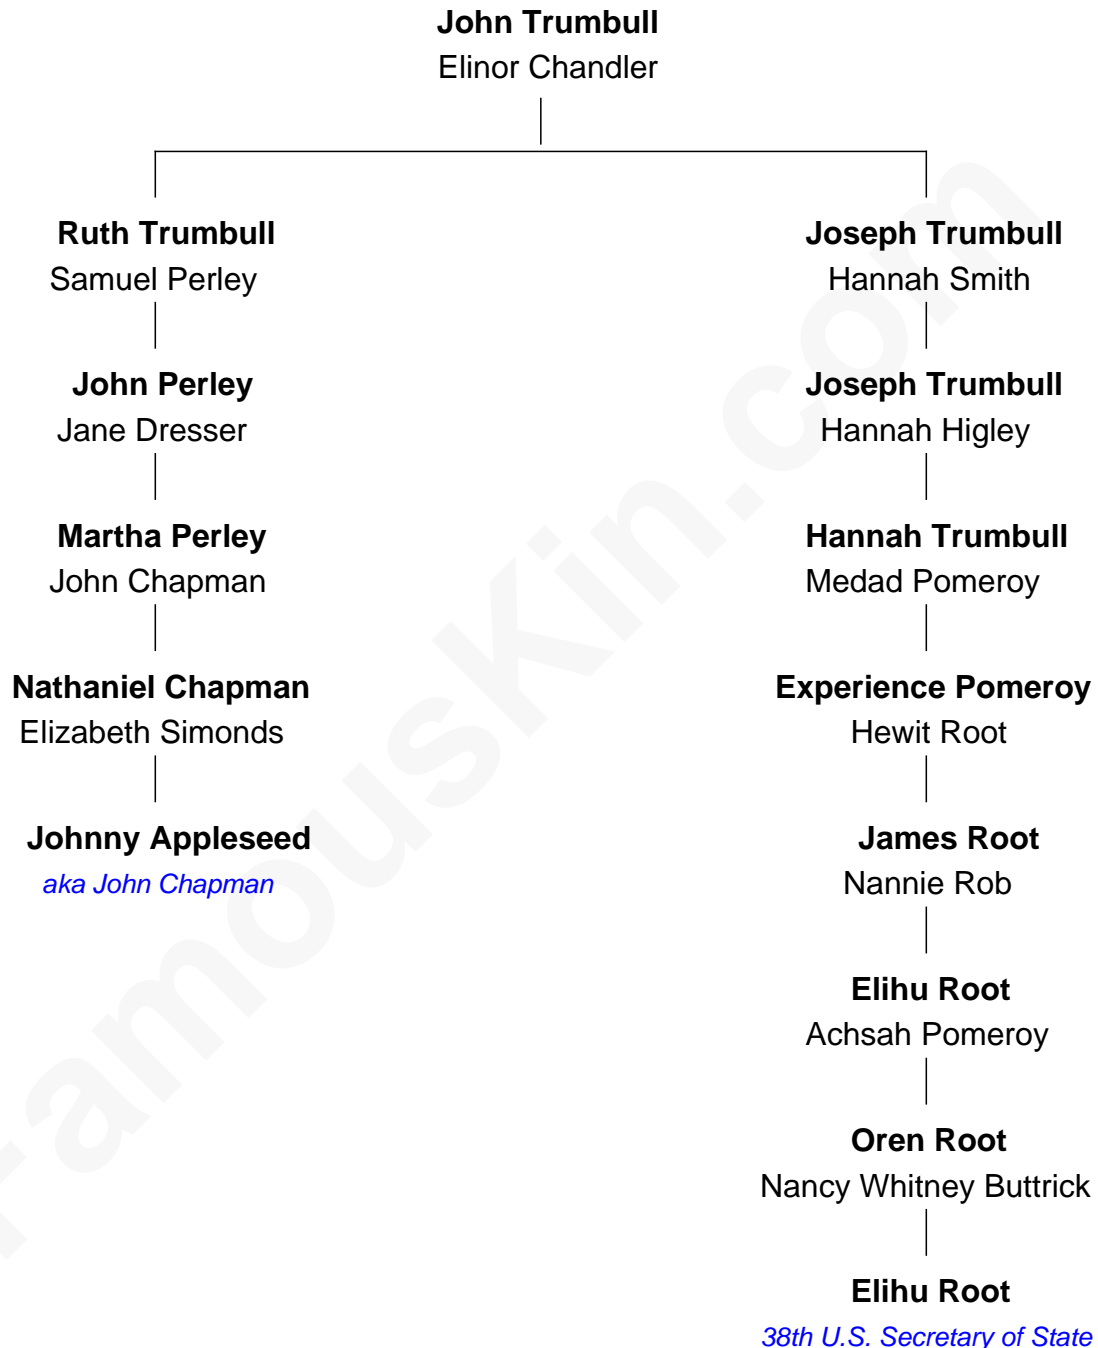 John Trumbull
Elinor Chandler
Ruth Trumbull
Samuel Perley
Joseph Trumbull
Hannah Smith
John Perley
Jane Dresser
Joseph Trumbull
Hannah Higley
Martha Perley
John Chapman
Hannah Trumbull
Medad Pomeroy
Nathaniel Chapman
Elizabeth Simonds
Experience Pomeroy
Hewit Root
Johnny Appleseed
aka John Chapman
James Root
Nannie Rob
Elihu Root
Achsah Pomeroy
Oren Root
Nancy Whitney Buttrick
Elihu Root
38th U.S. Secretary of State
FamousKin.com